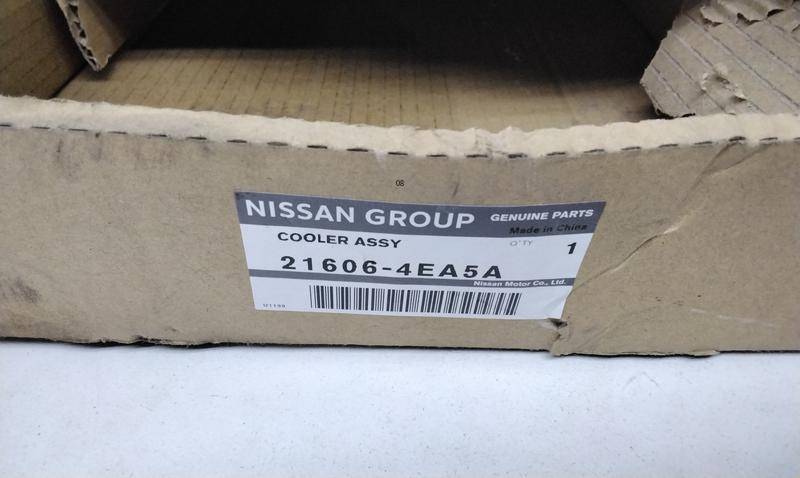 08
NISSAN GROUP GENUINE PARTS
Made in China
COOLER ASSY Q'TY 1
21606-4EA5A
Nissan Motor Co., Ltd.